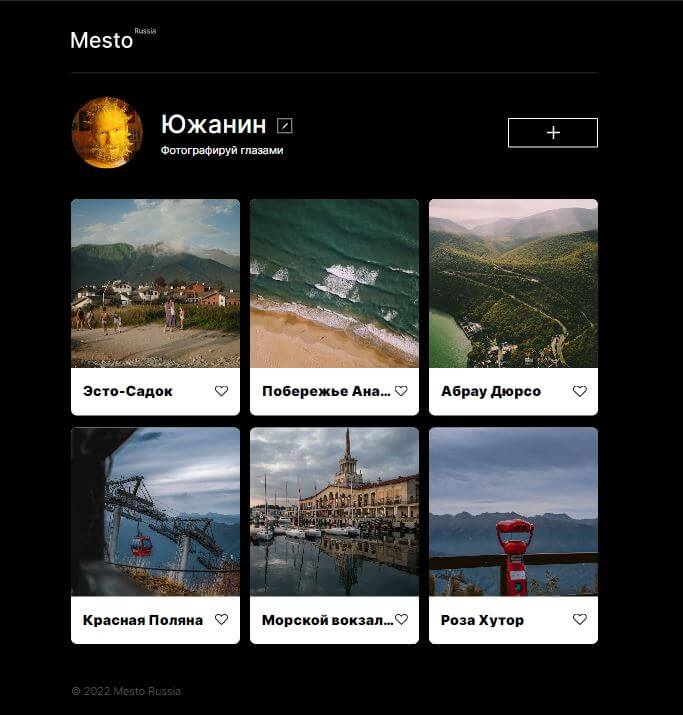 Mesto Russia
Южанин
Фотографируй глазами
Эсто-Садок
Побережье Ана...
Абрау Дюрсо
Красная Поляна
Морской вокзал...
Роза Хутор
© 2022 Mesto Russia